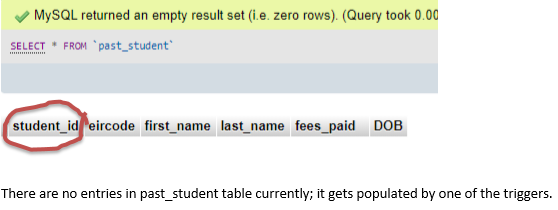 MySQL returned an empty result set (i.e. zero rows). (Query took 0.00
SELECT * FROM `past_student`
student_id eircode first_name last_name fees_paid DOB
There are no entries in past_student table currently; it gets populated by one of the triggers.